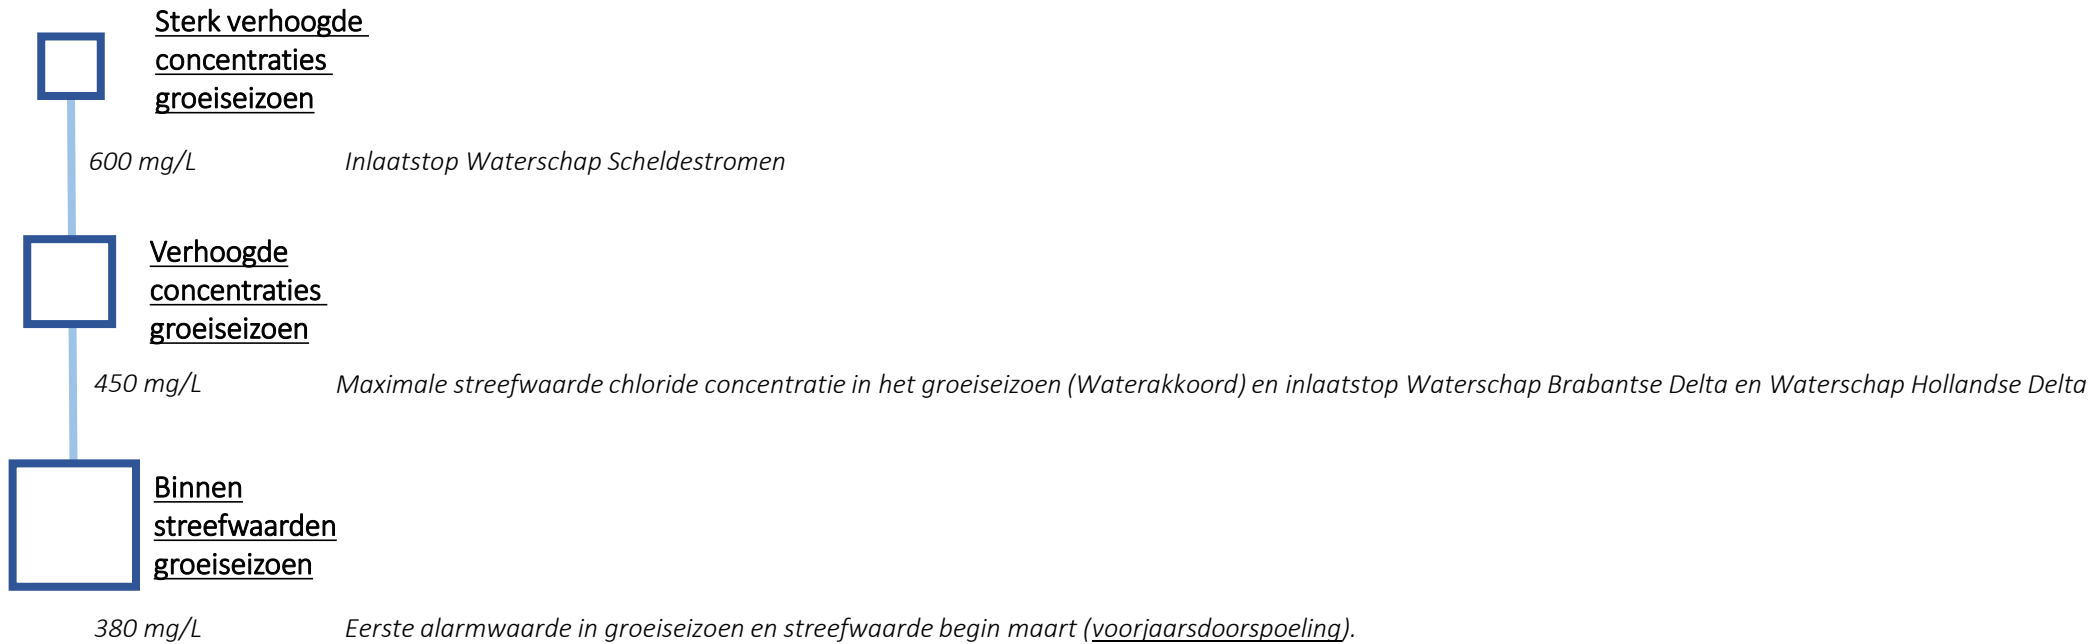 Sterk verhoogde
concentraties
groeiseizoen
600 mg/L Inlaatstop Waterschap Scheldestromen
Verhoogde
concentraties
groeiseizoen
450 mg/L Maximale streefwaarde chloride concentratie in het groeiseizoen (Waterakkoord) en inlaatstop Waterschap Brabantse Delta en Waterschap Hollandse Delta
Binnen
streefwaarden
groeiseizoen
380 mg/L Eerste alarmwaarde in groeiseizoen en streefwaarde begin maart (voorjaarsdoorspoeling).